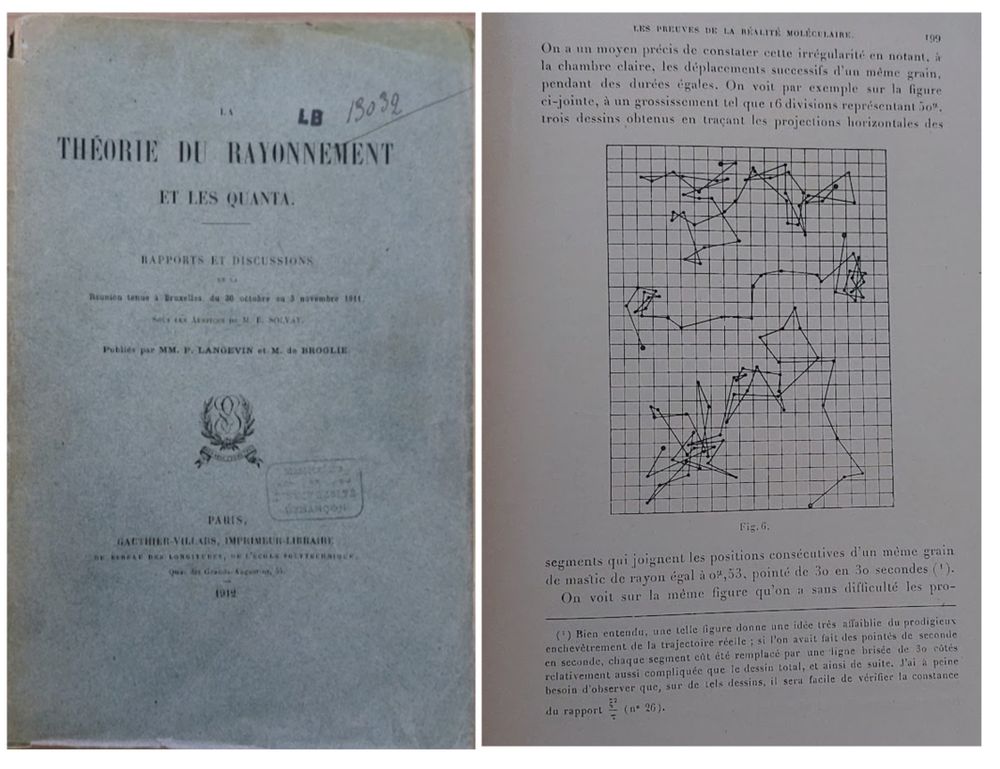 LA
LB 13032
THÉORIE DU RAYONNEMENT
ET LES QUANTA.
RAPPORTS ET DISCUSSIONS
DE LA
Réunion tenue à Bruxelles, du 30 octobre au 3 novembre 1911,
SOUS LES AUSPICES DE M. E. SOLVAY.
Publiés par MM. P. LANGEVIN et M. de BROGLIE.
PARIS,
GAUTHIER-VILLARS, IMPRIMEUR-LIBRAIRE
DU BUREAU DES LONGITUDES, DE L'ÉCOLE POLYTECHNIQUE,
Quai des Grands-Augustins, 55.
1912
LES PREUVES DE LA RÉALITÉ MOLÉCULAIRE. 199
On a un moyen précis de constater cette irrégularité en notant, à
la chambre claire, les déplacements successifs d'un même grain,
pendant des durées égales. On voit par exemple sur la figure
ci-jointe, à un grossissement tel que 16 divisions représentant 50μ,
trois dessins obtenus en traçant les projections horizontales des
Fig. 6.
segments qui joignent les positions consécutives d'un même grain
de mastic de rayon égal à 0μ,53, pointé de 30 en 30 secondes (¹).
On voit sur la même figure qu'on a sans difficulté les pro-
(¹) Bien entendu, une telle figure donne une idée très affaiblie du prodigieux
enchevêtrement de la trajectoire réelle ; si l'on avait fait des pointés de seconde
en seconde, chaque segment eût été remplacé par une ligne brisée de 30 côtés
relativement aussi compliquée que le dessin total, et ainsi de suite. J'ai à peine
besoin d'observer que, sur de tels dessins, il sera facile de vérifier la constance
du rapport (n° 26).